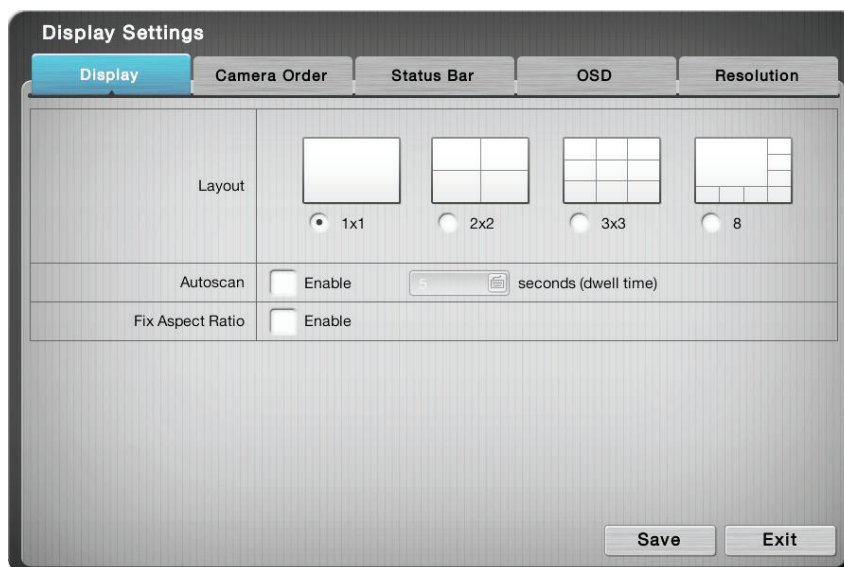 Display Settings
Display Camera Order Status Bar OSD Resolution
Layout
1x1 2x2 3x3 8
Autoscan Enable 5 seconds (dwell time)
Fix Aspect Ratio Enable
Save Exit